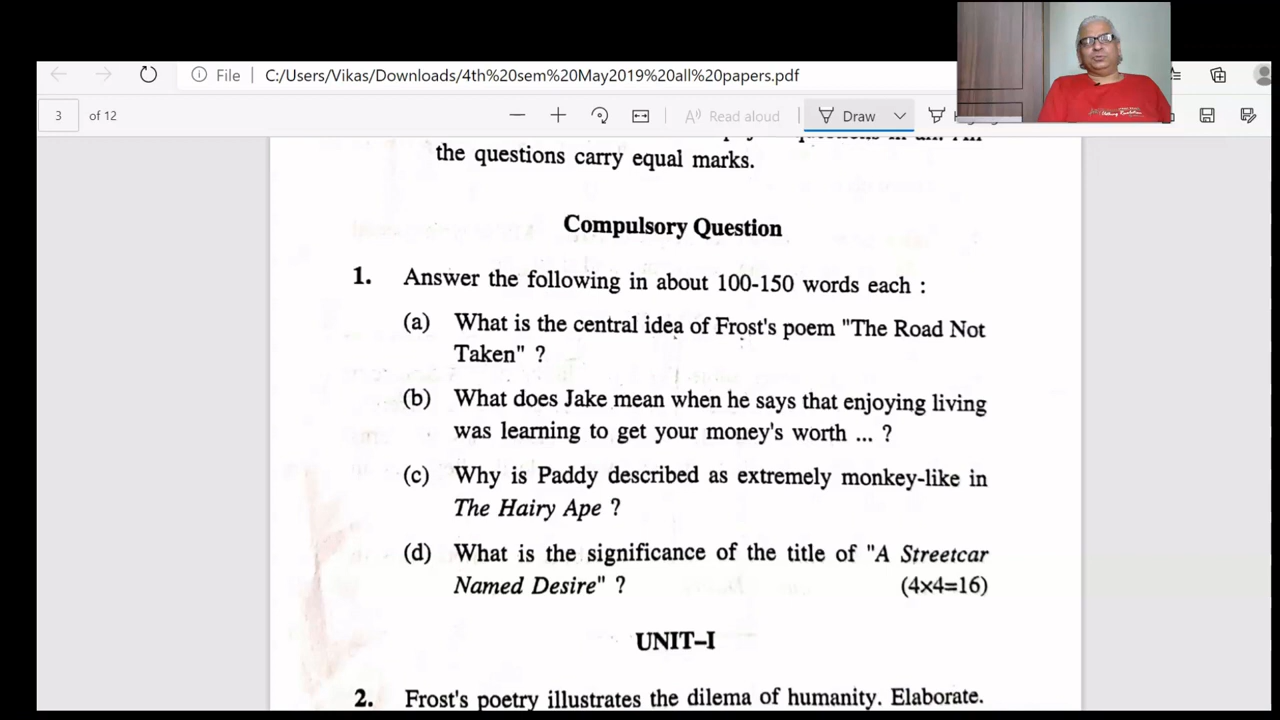 File
C:/Users/Vikas/Downloads/4th%20sem%20May2019%20all%20papers.pdf
3 of 12
Read aloud
Draw
the questions carry equal marks.
Compulsory Question
1. Answer the following in about 100-150 words each :
(a) What is the central idea of Frost's poem "The Road Not
Taken" ?
(b) What does Jake mean when he says that enjoying living
was learning to get your money's worth ... ?
(c) Why is Paddy described as extremely monkey-like in
The Hairy Ape ?
(d) What is the significance of the title of "A Streetcar
Named Desire" ? (4×4=16)
UNIT–I
2. Frost's poetry illustrates the dilema of humanity. Elaborate.